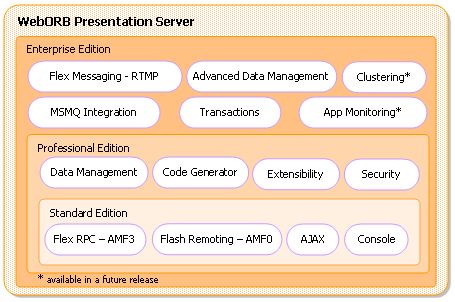 WebORB Presentation Server
Enterprise Edition
Flex Messaging - RTMP
Advanced Data Management
Clustering*
MSMQ Integration
Transactions
App Monitoring*
Professional Edition
Data Management
Code Generator
Extensibility
Security
Standard Edition
Flex RPC – AMF3
Flash Remoting – AMF0
AJAX
Console
* available in a future release